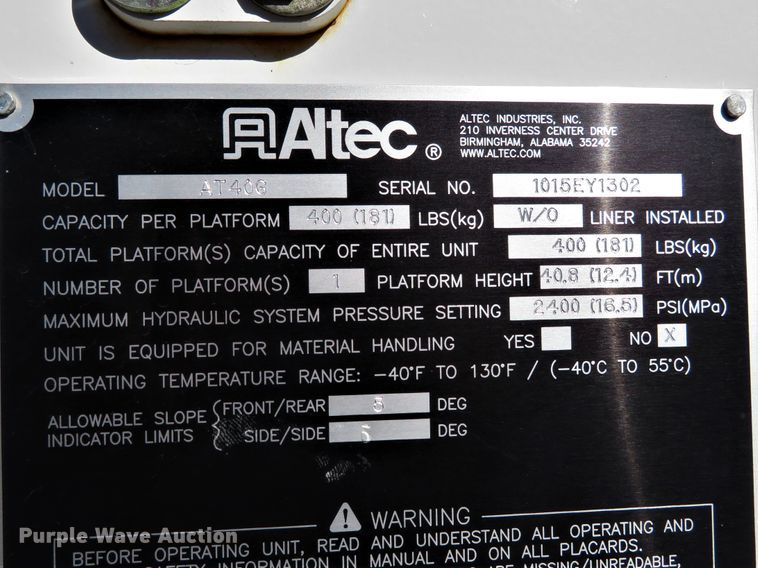 Altec ®
ALTEC INDUSTRIES, INC.
210 INVERNESS CENTER DRIVE
BIRMINGHAM, ALABAMA 35242
WWW.ALTEC.COM
MODEL AT40G SERIAL NO. 1015EY1302
CAPACITY PER PLATFORM 400 (181) LBS(kg) W/O LINER INSTALLED
TOTAL PLATFORM(S) CAPACITY OF ENTIRE UNIT 400 (181) LBS(kg)
NUMBER OF PLATFORM(S) 1 PLATFORM HEIGHT 40.8 (12.4) FT(m)
MAXIMUM HYDRAULIC SYSTEM PRESSURE SETTING 2400 (16.5) PSI(MPa)
UNIT IS EQUIPPED FOR MATERIAL HANDLING YES NO X
OPERATING TEMPERATURE RANGE: -40°F TO 130°F / (-40°C TO 55°C)
ALLOWABLE SLOPE FRONT/REAR 5 DEG
INDICATOR LIMITS SIDE/SIDE 5 DEG
WARNING
BEFORE OPERATING UNIT, READ AND UNDERSTAND ALL OPERATING AND
SAFETY INFORMATION IN MANUAL AND ON ALL PLACARDS.
ARE MISSING/UNREADABLE,
Purple Wave Auction